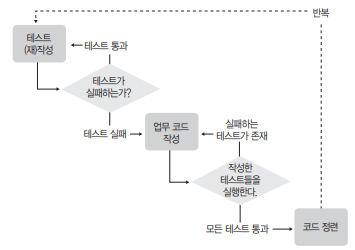 반복
테스트
(재)작성
테스트 통과
테스트가
실패하는가?
테스트 실패
업무 코드
작성
실패하는
테스트가 존재
작성한
테스트들을
실행한다.
모든 테스트 통과
코드 정련